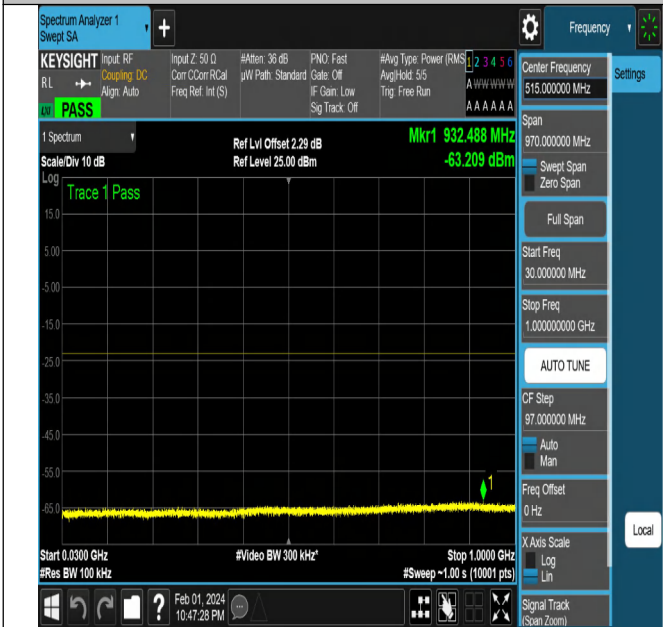 Spectrum Analyzer 1
Swept SA
Frequency
KEYSIGHT
RL
Input: RF
Coupling: DC
Align: Auto
Input Z: 50 Ω
Corr CCorr RCal
Freq Ref: Int (S)
#Atten: 36 dB
µW Path: Standard
PNO: Fast
Gate: Off
IF Gain: Low
Sig Track: Off
#Avg Type: Power (RMS
Avg|Hold: 5/5
Trig: Free Run
1 2 3 4 5 6
A W W W W W
A A A A A A
LXI
PASS
1 Spectrum
Scale/Div 10 dB
Ref Lvl Offset 2.29 dB
Ref Level 25.00 dBm
Mkr1 932.488 MHz
-63.209 dBm
Log
Trace 1 Pass
15.0
5.00
-5.00
-15.0
-25.0
-35.0
-45.0
-55.0
-65.0
1
Start 0.0300 GHz
#Res BW 100 kHz
#Video BW 300 kHz*
Stop 1.0000 GHz
#Sweep ~1.00 s (10001 pts)
?
Feb 01, 2024
10:47:28 PM
Center Frequency
515.000000 MHz
Settings
Span
970.000000 MHz
Swept Span
Zero Span
Full Span
Start Freq
30.000000 MHz
Stop Freq
1.000000000 GHz
AUTO TUNE
CF Step
97.000000 MHz
Auto
Man
Freq Offset
0 Hz
X Axis Scale
Log
Lin
Local
Signal Track
(Span Zoom)